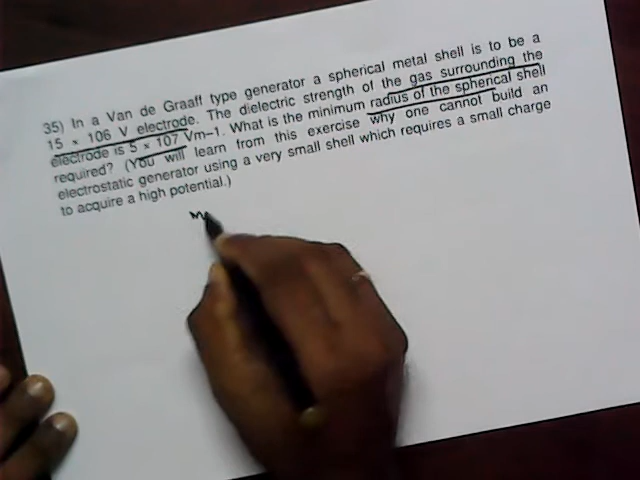 35) In a Van de Graaff type generator a spherical metal shell is to be a
15 × 106 V electrode. The dielectric strength of the gas surrounding the
electrode is 5 × 107 Vm–1. What is the minimum radius of the spherical shell
required? (You will learn from this exercise why one cannot build an
electrostatic generator using a very small shell which requires a small charge
to acquire a high potential.)